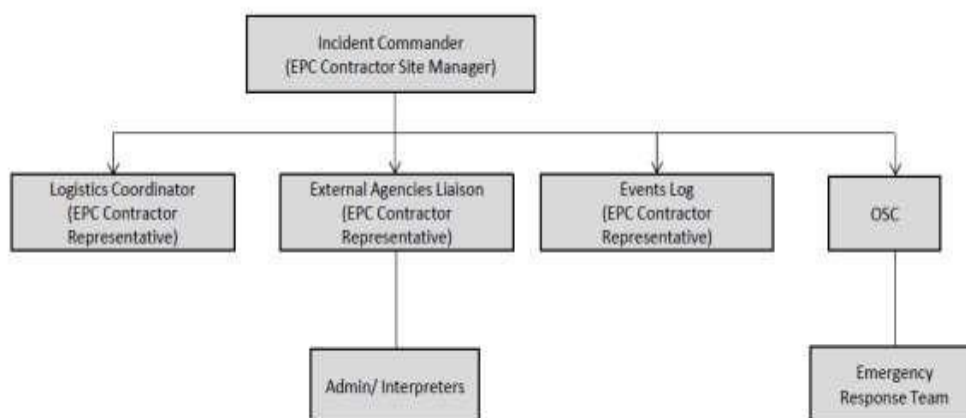 Incident Commander
(EPC Contractor Site Manager)
Logistics Coordinator
(EPC Contractor
Representative)
External Agencies Liaison
(EPC Contractor
Representative)
Events Log
(EPC Contractor
Representative)
OSC
Admin/ Interpreters
Emergency
Response Team